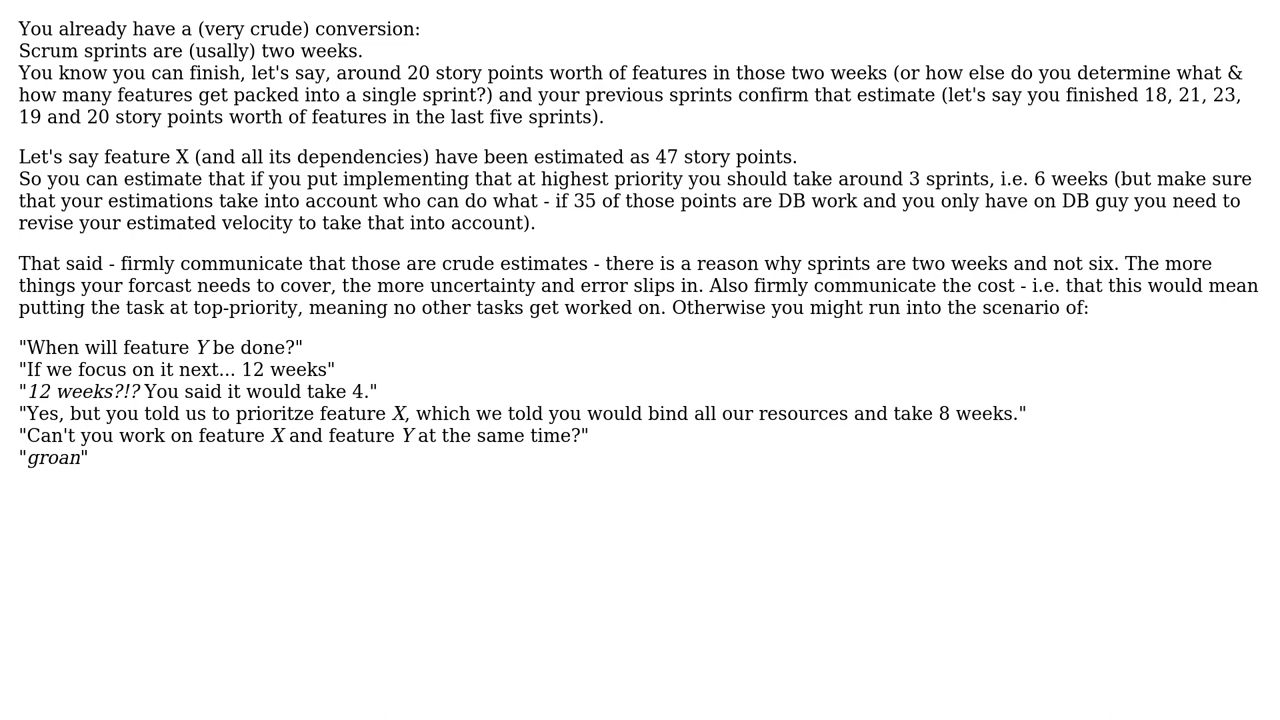 You already have a (very crude) conversion:
Scrum sprints are (usally) two weeks.
You know you can finish, let's say, around 20 story points worth of features in those two weeks (or how else do you determine what &
how many features get packed into a single sprint?) and your previous sprints confirm that estimate (let's say you finished 18, 21, 23,
19 and 20 story points worth of features in the last five sprints).
Let's say feature X (and all its dependencies) have been estimated as 47 story points.
So you can estimate that if you put implementing that at highest priority you should take around 3 sprints, i.e. 6 weeks (but make sure
that your estimations take into account who can do what - if 35 of those points are DB work and you only have on DB guy you need to
revise your estimated velocity to take that into account).
That said - firmly communicate that those are crude estimates - there is a reason why sprints are two weeks and not six. The more
things your forcast needs to cover, the more uncertainty and error slips in. Also firmly communicate the cost - i.e. that this would mean
putting the task at top-priority, meaning no other tasks get worked on. Otherwise you might run into the scenario of:
"When will feature Y be done?"
"If we focus on it next... 12 weeks"
"12 weeks?!? You said it would take 4."
"Yes, but you told us to prioritze feature X, which we told you would bind all our resources and take 8 weeks."
"Can't you work on feature X and feature Y at the same time?"
"groan"